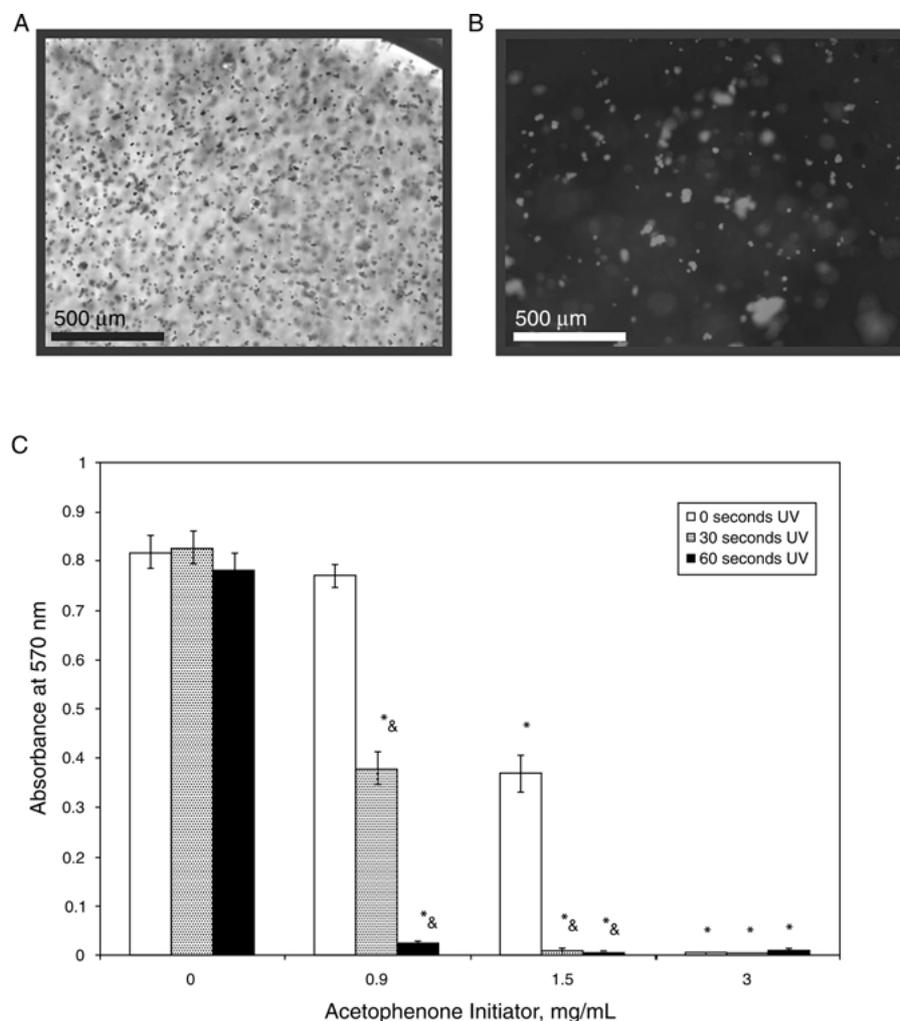 A
B
500 μm
500 μm
C
1
0.9
0.8
0.7
0.6
0.5
0.4
0.3
0.2
0.1
0
Absorbance at 570 nm
0 seconds UV
30 seconds UV
60 seconds UV
*&
*&
*
*&
*&
*
*
*
0 0.9 1.5 3
Acetophenone Initiator, mg/mL